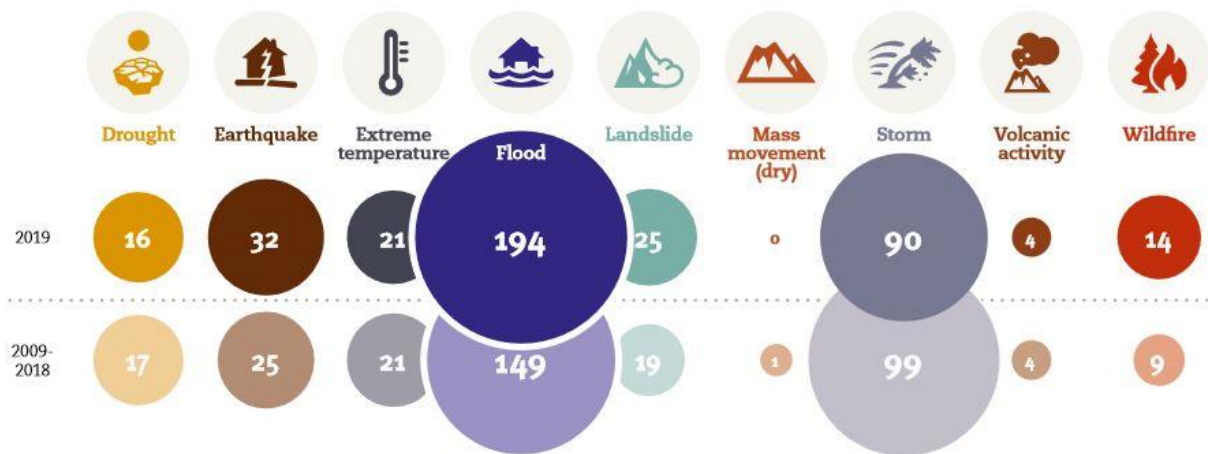 Drought
Earthquake
Extreme
temperature
Flood
Landslide
Mass
movement
(dry)
Storm
Volcanic
activity
Wildfire
2019
16
32
21
194
25
0
90
4
14
2009-
2018
17
25
21
149
19
1
99
4
9